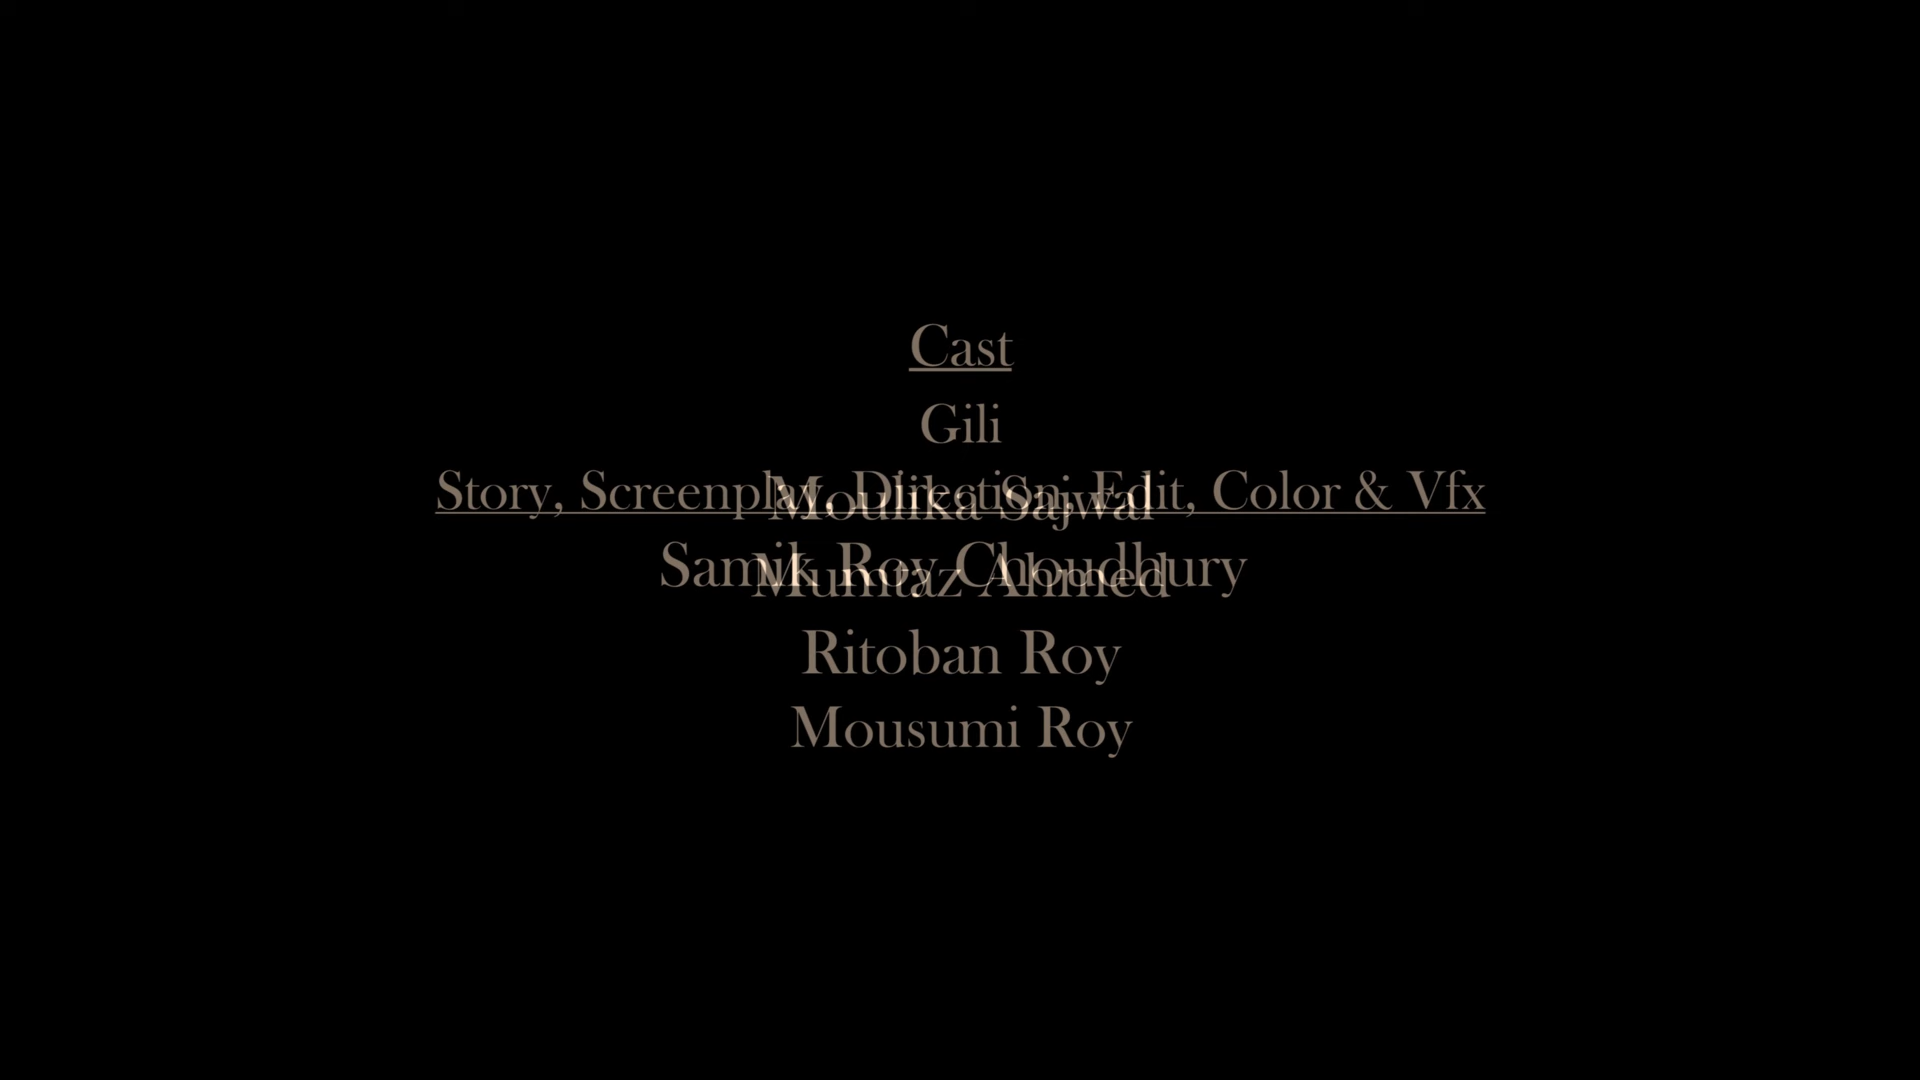 Cast
Gili
Story, Screenplay, Direction, Edit, Color & Vfx
Moulika Sajwal
Samik Roy Choudhury
Mumtaz Ahmed
Ritoban Roy
Mousumi Roy